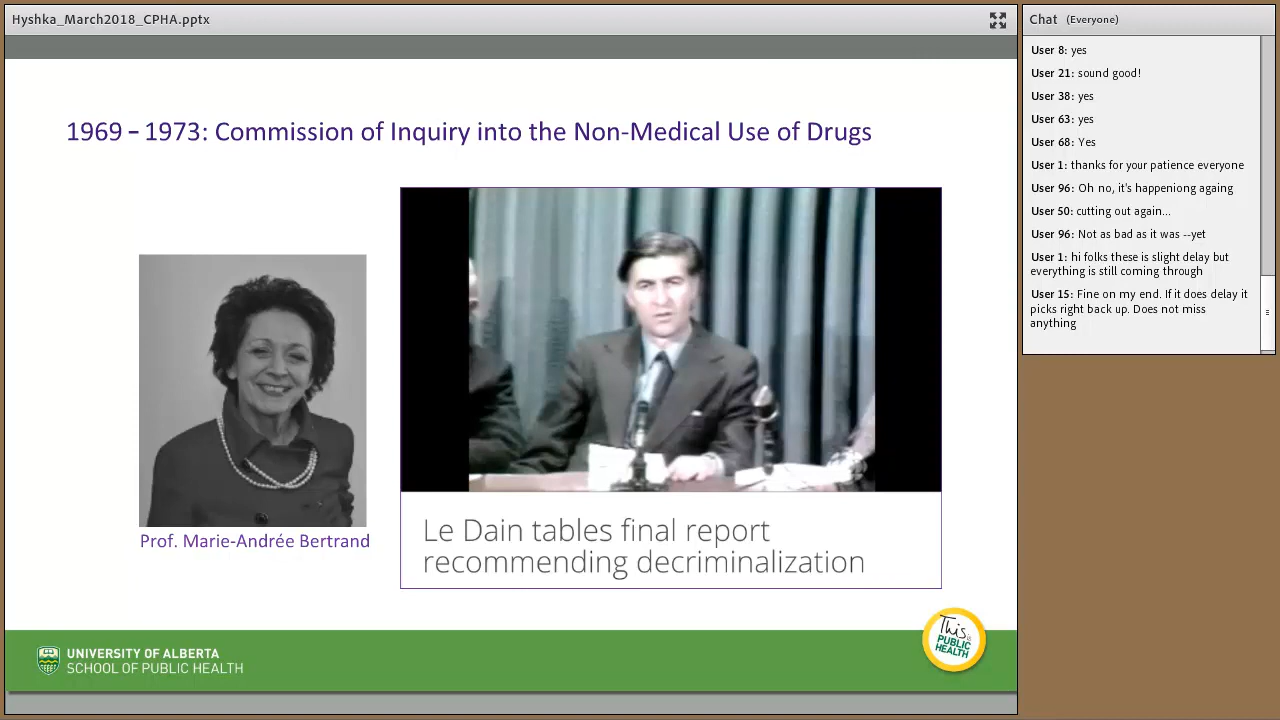 Hyshka_March2018_CPHA.pptx
1969 – 1973: Commission of Inquiry into the Non-Medical Use of Drugs
Prof. Marie-Andrée Bertrand
Le Dain tables final report
recommending decriminalization
UNIVERSITY OF ALBERTA
SCHOOL OF PUBLIC HEALTH
This is
PUBLIC
HEALTH
Chat (Everyone)
User 8: yes
User 21: sound good!
User 38: yes
User 63: yes
User 68: Yes
User 1: thanks for your patience everyone
User 96: Oh no, it's happeniong againg
User 50: cutting out again...
User 96: Not as bad as it was --yet
User 1: hi folks these is slight delay but
everything is still coming through
User 15: Fine on my end. If it does delay it
picks right back up. Does not miss
anything